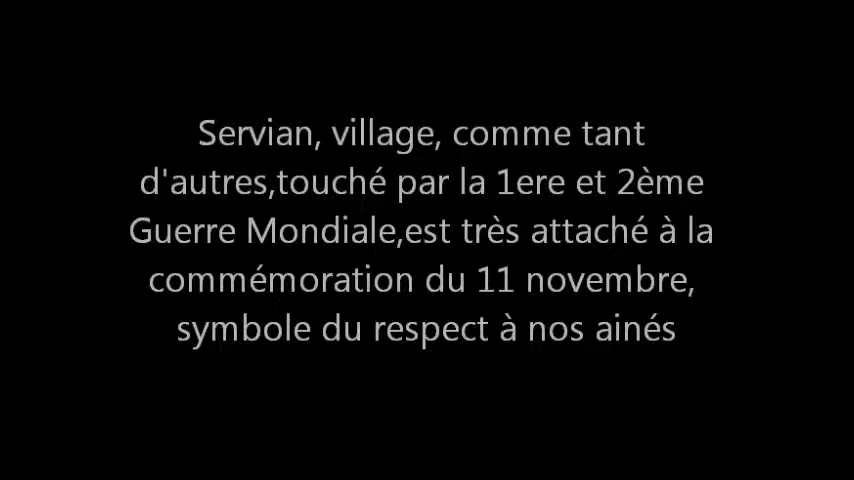 Servian, village, comme tant
d'autres,touché par la 1ere et 2ème
Guerre Mondiale,est très attaché à la
commémoration du 11 novembre,
symbole du respect à nos ainés